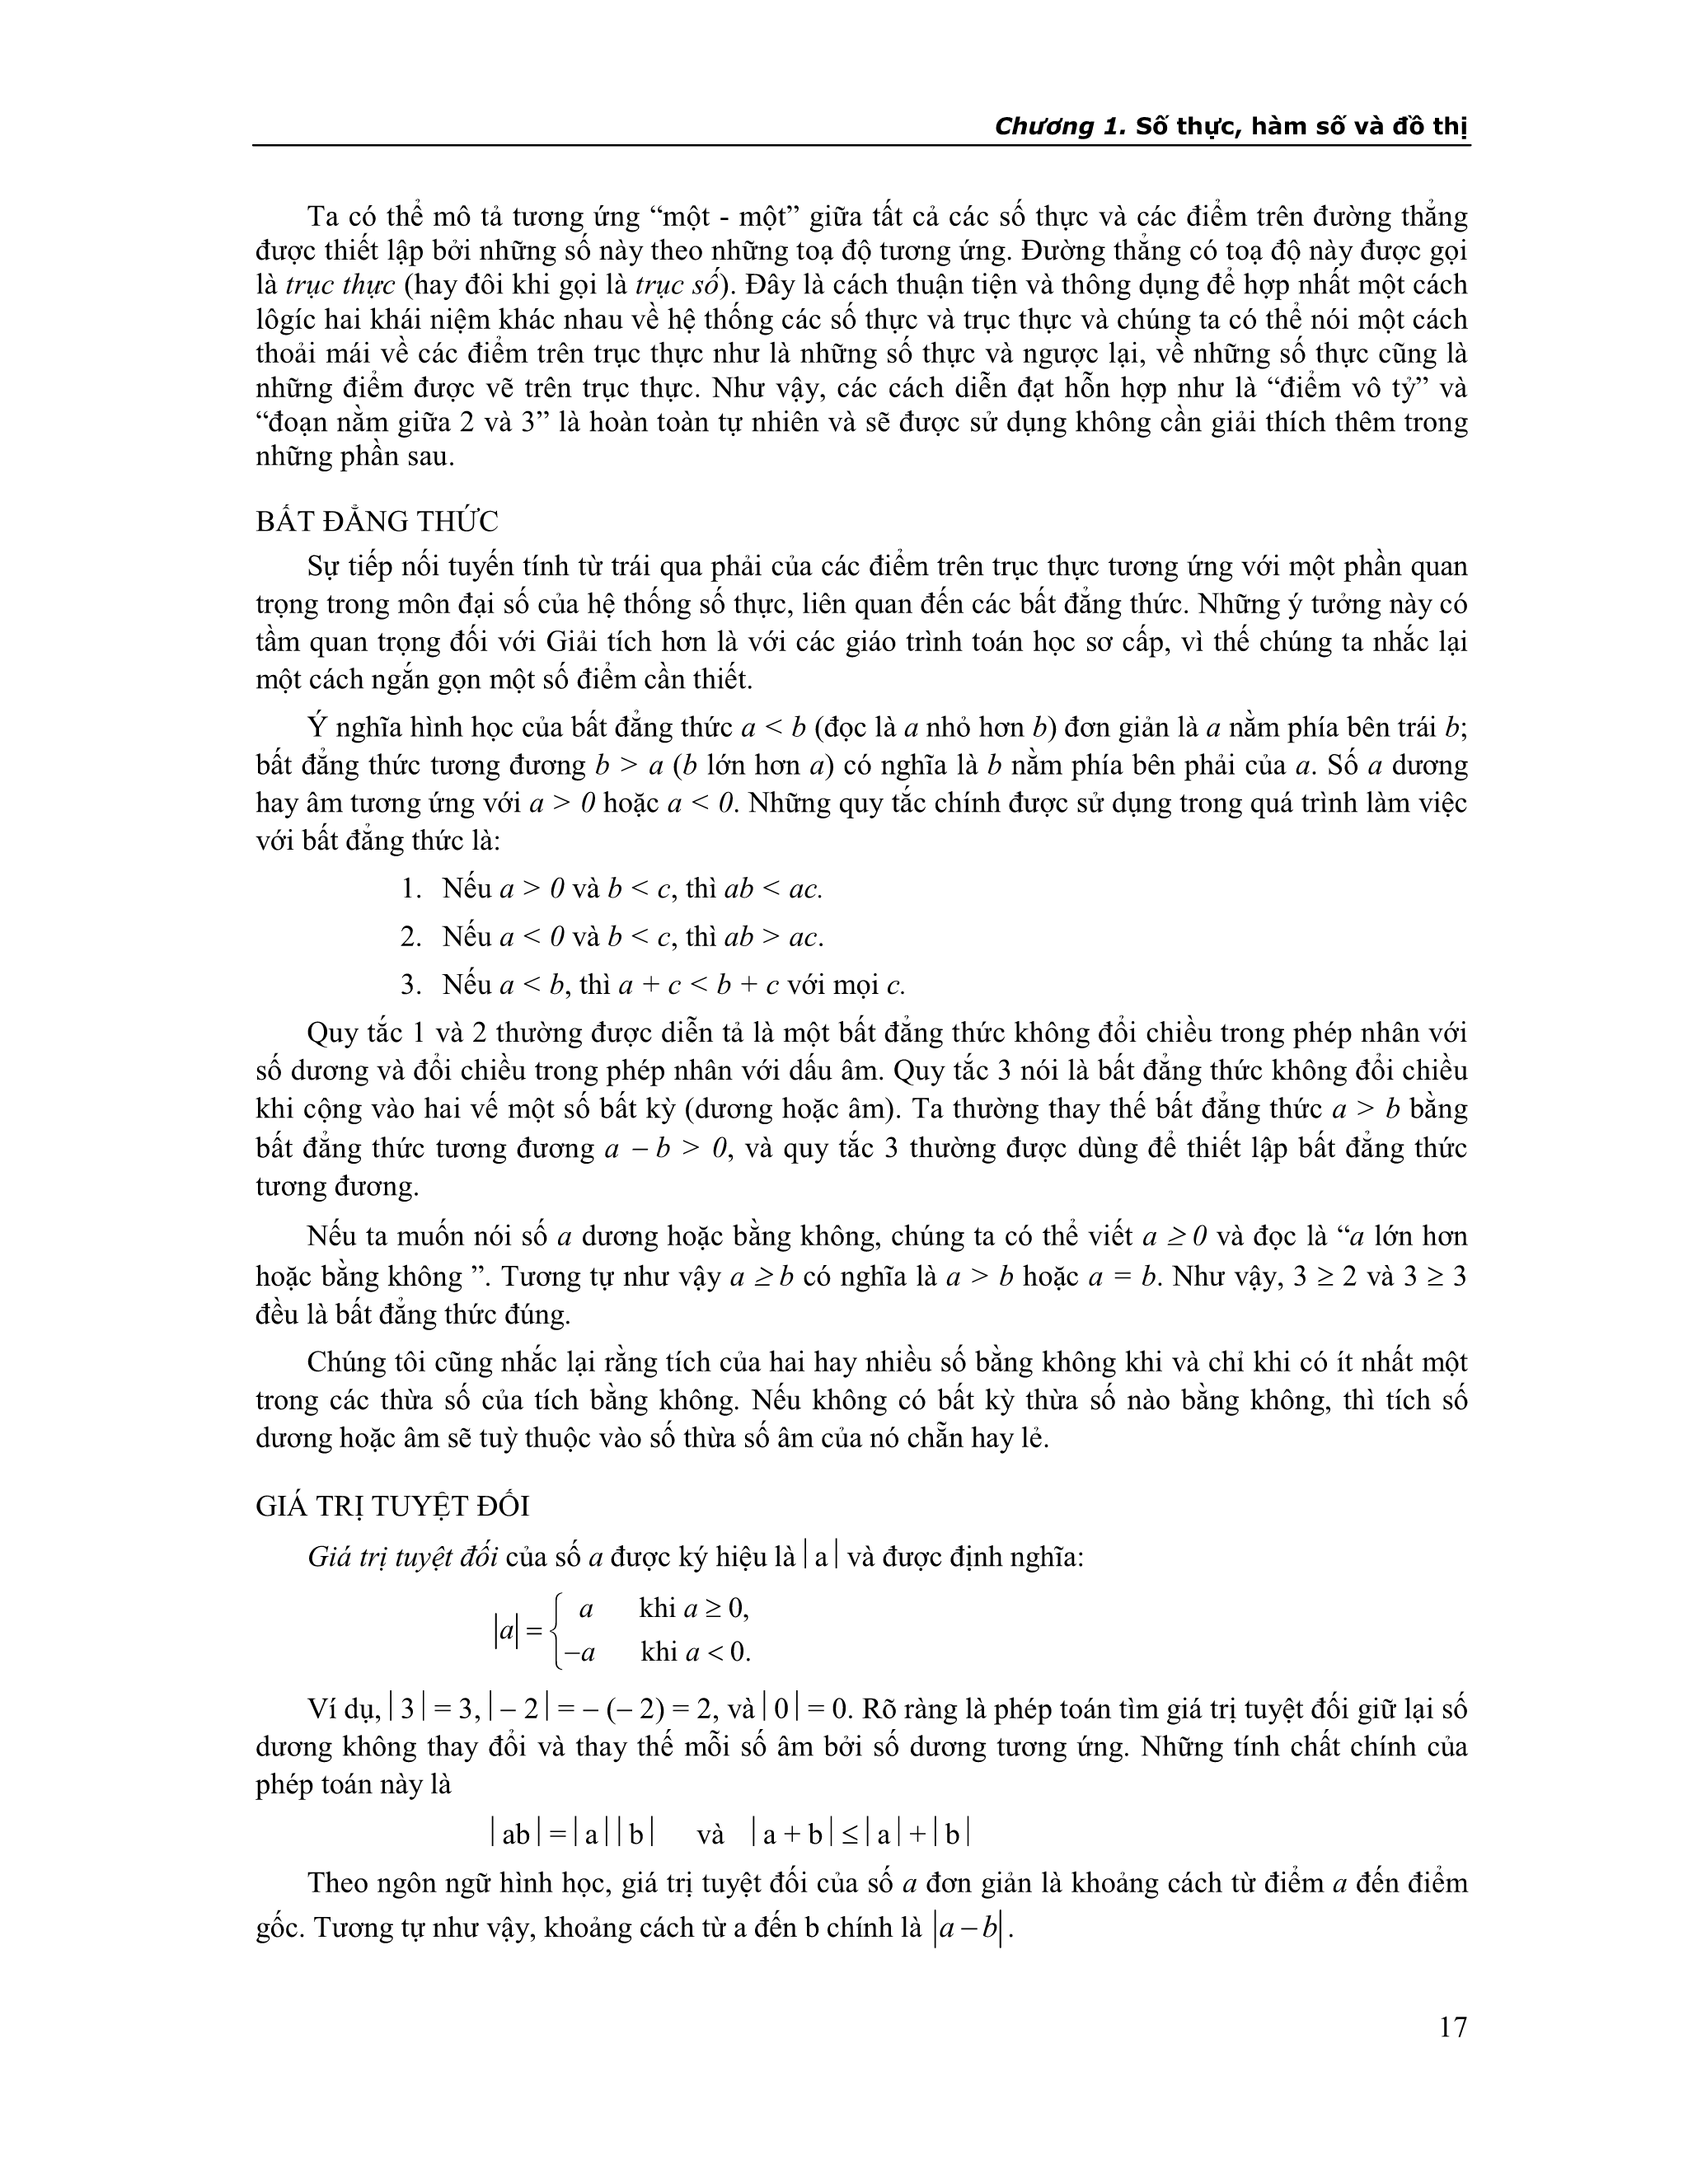 Chương 1. Số thực, hàm số và đồ thị
Ta có thể mô tả tương ứng “một - một” giữa tất cả các số thực và các điểm trên đường thẳng
được thiết lập bởi những số này theo những toạ độ tương ứng. Đường thẳng có toạ độ này được gọi
là trục thực (hay đôi khi gọi là trục số). Đây là cách thuận tiện và thông dụng để hợp nhất một cách
lôgíc hai khái niệm khác nhau về hệ thống các số thực và trục thực và chúng ta có thể nói một cách
thoải mái về các điểm trên trục thực như là những số thực và ngược lại, về những số thực cũng là
những điểm được vẽ trên trục thực. Như vậy, các cách diễn đạt hỗn hợp như là “điểm vô tỷ” và
“đoạn nằm giữa 2 và 3” là hoàn toàn tự nhiên và sẽ được sử dụng không cần giải thích thêm trong
những phần sau.
BẤT ĐẲNG THỨC
Sự tiếp nối tuyến tính từ trái qua phải của các điểm trên trục thực tương ứng với một phần quan
trọng trong môn đại số của hệ thống số thực, liên quan đến các bất đẳng thức. Những ý tưởng này có
tầm quan trọng đối với Giải tích hơn là với các giáo trình toán học sơ cấp, vì thế chúng ta nhắc lại
một cách ngắn gọn một số điểm cần thiết.
Ý nghĩa hình học của bất đẳng thức a < b (đọc là a nhỏ hơn b) đơn giản là a nằm phía bên trái b;
bất đẳng thức tương đương b > a (b lớn hơn a) có nghĩa là b nằm phía bên phải của a. Số a dương
hay âm tương ứng với a > 0 hoặc a < 0. Những quy tắc chính được sử dụng trong quá trình làm việc
với bất đẳng thức là:
1. Nếu a > 0 và b < c, thì ab < ac.
2. Nếu a < 0 và b < c, thì ab > ac.
3. Nếu a < b, thì a + c < b + c với mọi c.
Quy tắc 1 và 2 thường được diễn tả là một bất đẳng thức không đổi chiều trong phép nhân với
số dương và đổi chiều trong phép nhân với dấu âm. Quy tắc 3 nói là bất đẳng thức không đổi chiều
khi cộng vào hai vế một số bất kỳ (dương hoặc âm). Ta thường thay thế bất đẳng thức a > b bằng
bất đẳng thức tương đương a – b > 0, và quy tắc 3 thường được dùng để thiết lập bất đẳng thức
tương đương.
Nếu ta muốn nói số a dương hoặc bằng không, chúng ta có thể viết a ≥ 0 và đọc là “a lớn hơn
hoặc bằng không ”. Tương tự như vậy a ≥ b có nghĩa là a > b hoặc a = b. Như vậy, 3 ≥ 2 và 3 ≥ 3
đều là bất đẳng thức đúng.
Chúng tôi cũng nhắc lại rằng tích của hai hay nhiều số bằng không khi và chỉ khi có ít nhất một
trong các thừa số của tích bằng không. Nếu không có bất kỳ thừa số nào bằng không, thì tích số
dương hoặc âm sẽ tuỳ thuộc vào số thừa số âm của nó chẵn hay lẻ.
GIÁ TRỊ TUYỆT ĐỐI
Giá trị tuyệt đối của số a được ký hiệu là | a | và được định nghĩa:
a khi a ≥ 0,
|a| = {
−a khi a < 0.
Ví dụ, | 3 | = 3, | – 2 | = – (– 2) = 2, và | 0 | = 0. Rõ ràng là phép toán tìm giá trị tuyệt đối giữ lại số
dương không thay đổi và thay thế mỗi số âm bởi số dương tương ứng. Những tính chất chính của
phép toán này là
| ab | = | a | | b | và | a + b | ≤ | a | + | b |
Theo ngôn ngữ hình học, giá trị tuyệt đối của số a đơn giản là khoảng cách từ điểm a đến điểm
gốc. Tương tự như vậy, khoảng cách từ a đến b chính là |a − b| .
17